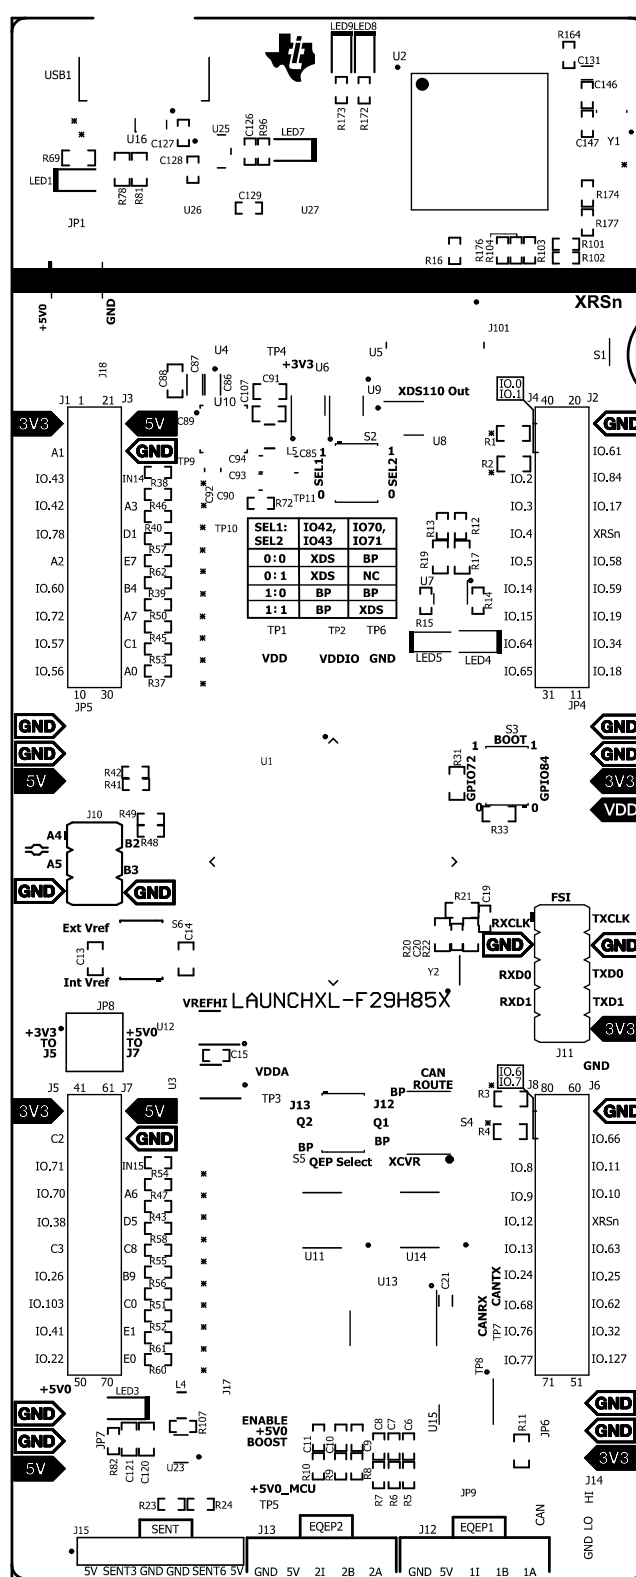 LED9 LED8
R164
U2
C131
USB1
C146
R173 R172
U16 U25 C126 R96 LED7
C127
C147 Y1
R69 C128
LED1
R78 R81
R174
C129
U26 U27
R177
JP1
R176 R104 R103 R101
R16 R102
+5V0 GND
XRSn
J101
U4 TP4 U5 S1
+3V3
J18 C88 C87 C86 C107 C91 U6
U9 XDS110 Out
IO.0
IO.1
J1 1 21 J3 U10 J4 40 20 J2
3V3 5V C89 GND
S2 U8 R1
A1 GND L5 C85 IO.61
TP9 C94 SEL1 1 1 SEL2 R2
IO.43 IN14 C93 IO.2 IO.84
R38 C92 C90 TP11 0 0
IO.42 A3 R72 IO.3 IO.17
R46
TP10 R13 R12
IO.78 D1 IO.4 XRSn
R40
SEL1: IO42, IO70,
SEL2 IO43 IO71
0:0 XDS BP
0:1 XDS NC
1:0 BP BP
1:1 BP XDS
R57 R19 R17
A2 E7 IO.5 IO.58
R62 U7
IO.60 B4 IO.14 IO.59
R39 R14
IO.72 A7 IO.15 IO.19
R50 R15
TP1 TP2 TP6
IO.57 C1 IO.64 IO.34
R45
R53 VDD VDDIO GND LED5 LED4
IO.56 A0 IO.65 IO.18
R37
10 30 31 11
JP5 JP4
GND GND
S3
BOOT
GND U1 1 1 GND
5V R42 R31 GPIO72 GPIO84 3V3
R41
0 0 VDD
J10 R49 R33
A4 B2 R48
A5 B3
GND GND
FSI
R21 C19
Ext Vref S6 RXCLK TXCLK
C13 C14 R20 C20 R22 GND GND
Int Vref Y2 RXD0 TXD0
VREFHI LAUNCHXL-F29H85X RXD1 TXD1
JP8
+3V3 TO J5 +5V0 TO J7 U12 3V3
J11
C15
VDDA GND
CAN ROUTE
IO.6
IO.7
J5 41 61 J7 U3 TP3 BP R3 J8 80 60 J6
3V3 5V J13 J12 GND
Q2 Q1 S4
C2 GND BP BP R4 IO.66
S5 QEP Select XCVR
IO.71 IN15 IO.8 IO.11
R54
IO.70 A6 IO.9 IO.10
R47
IO.38 D5 R43 IO.12 XRSn
R58
C3 C8 U11 U14 IO.13 IO.63
R55
IO.26 B9 U13 IO.24 IO.25
R56 C21 CANTX
IO.103 C0 IO.68 IO.62
R51 CANRX
IO.41 E1 R52 TP7 IO.76 IO.32
R61
IO.22 E0 IO.77 IO.127
R60 TP8
50 70 71 51
+5V0 LED3 L4 J17
GND GND
ENABLE
+5V0
BOOST
GND JP7 R107 U15 R11 JP6 GND
R82 C121 C120 U23 C11 C10 C9 C8 C7 C6
5V R10 R9 R8 3V3
+5V0_MCU R7 R6 R5 J14
R23 R24 TP5 JP9 CAN HI
GND LO
J15 SENT J13 EQEP2 J12 EQEP1
5V SENT3 GND GND SENT6 5V GND 5V 2I 2B 2A GND 5V 1I 1B 1A